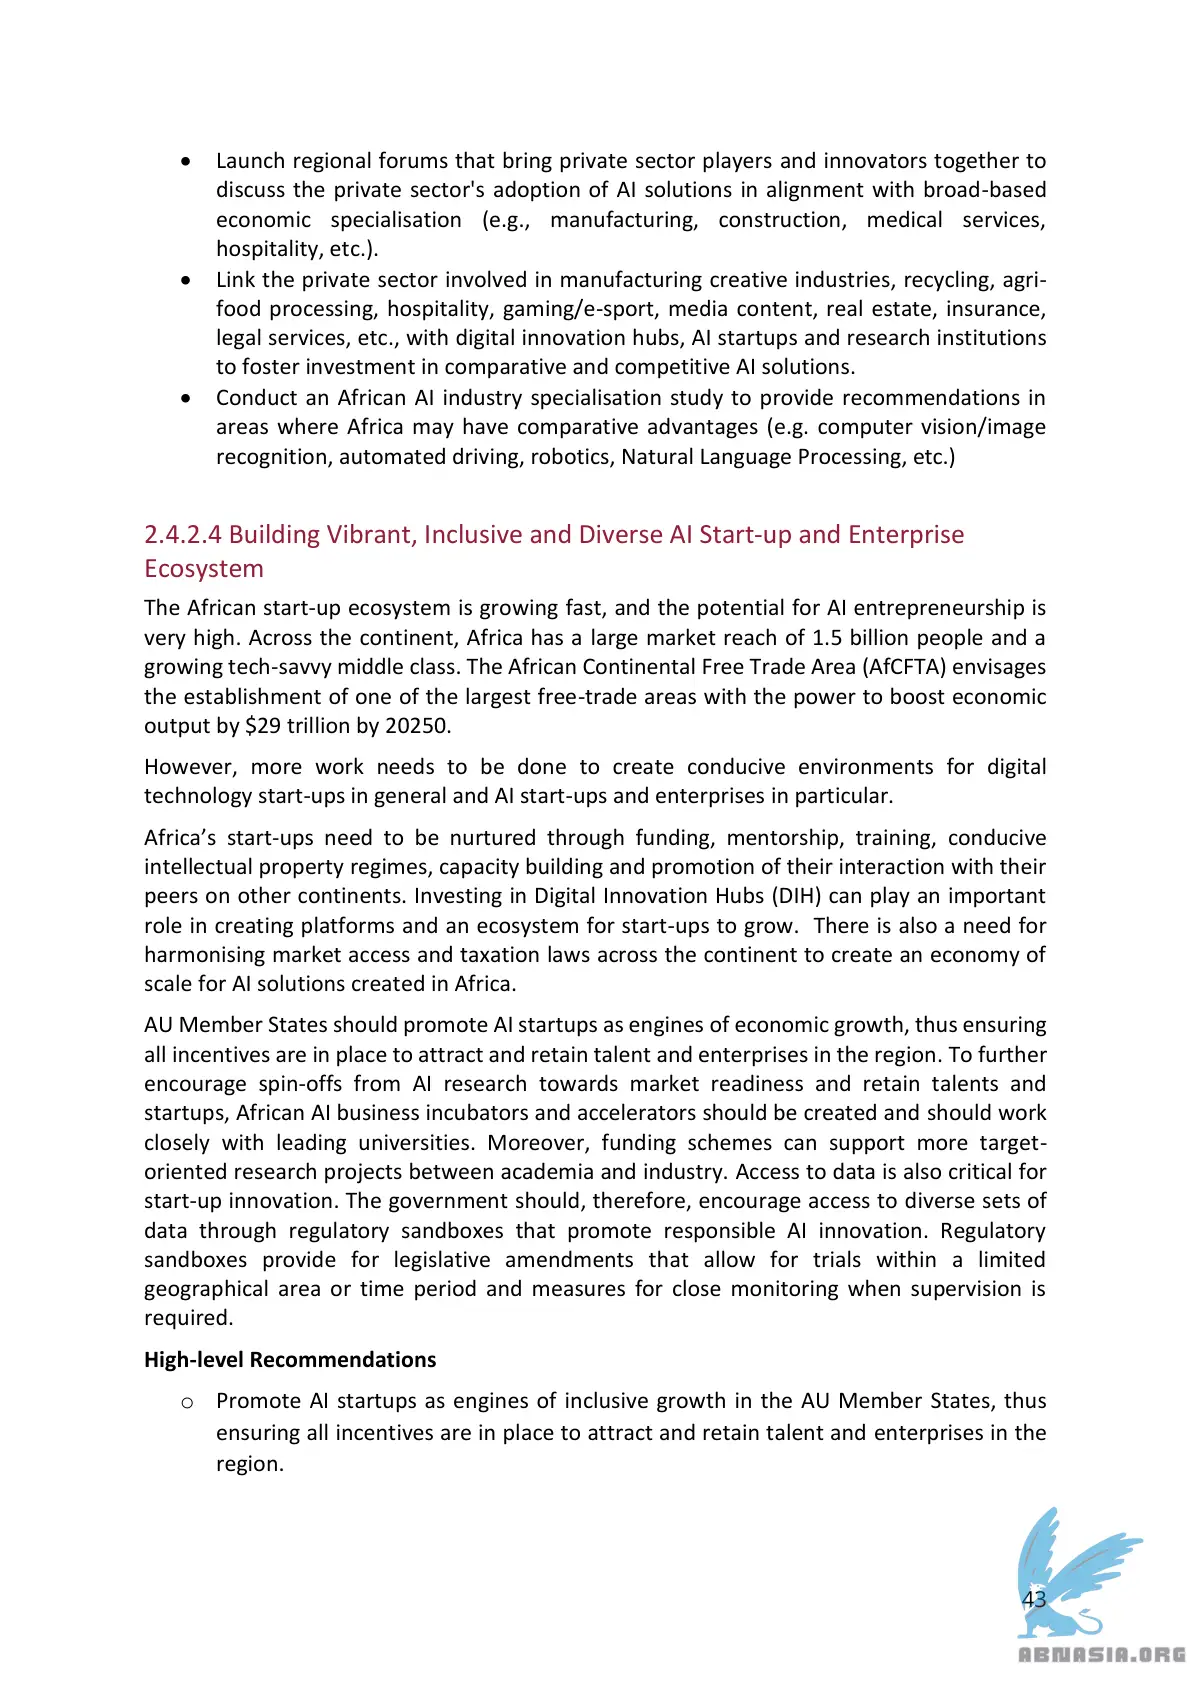 • Launch regional forums that bring private sector players and innovators together to
discuss the private sector's adoption of AI solutions in alignment with broad-based
economic specialisation (e.g., manufacturing, construction, medical services,
hospitality, etc.).
• Link the private sector involved in manufacturing creative industries, recycling, agri-
food processing, hospitality, gaming/e-sport, media content, real estate, insurance,
legal services, etc., with digital innovation hubs, AI startups and research institutions
to foster investment in comparative and competitive AI solutions.
• Conduct an African AI industry specialisation study to provide recommendations in
areas where Africa may have comparative advantages (e.g. computer vision/image
recognition, automated driving, robotics, Natural Language Processing, etc.)
2.4.2.4 Building Vibrant, Inclusive and Diverse AI Start-up and Enterprise
Ecosystem
The African start-up ecosystem is growing fast, and the potential for AI entrepreneurship is
very high. Across the continent, Africa has a large market reach of 1.5 billion people and a
growing tech-savvy middle class. The African Continental Free Trade Area (AfCFTA) envisages
the establishment of one of the largest free-trade areas with the power to boost economic
output by $29 trillion by 20250.
However, more work needs to be done to create conducive environments for digital
technology start-ups in general and AI start-ups and enterprises in particular.
Africa’s start-ups need to be nurtured through funding, mentorship, training, conducive
intellectual property regimes, capacity building and promotion of their interaction with their
peers on other continents. Investing in Digital Innovation Hubs (DIH) can play an important
role in creating platforms and an ecosystem for start-ups to grow.  There is also a need for
harmonising market access and taxation laws across the continent to create an economy of
scale for AI solutions created in Africa.
AU Member States should promote AI startups as engines of economic growth, thus ensuring
all incentives are in place to attract and retain talent and enterprises in the region. To further
encourage spin-offs from AI research towards market readiness and retain talents and
startups, African AI business incubators and accelerators should be created and should work
closely with leading universities. Moreover, funding schemes can support more target-
oriented research projects between academia and industry. Access to data is also critical for
start-up innovation. The government should, therefore, encourage access to diverse sets of
data through regulatory sandboxes that promote responsible AI innovation. Regulatory
sandboxes provide for legislative amendments that allow for trials within a limited
geographical area or time period and measures for close monitoring when supervision is
required.
High-level Recommendations
o Promote AI startups as engines of inclusive growth in the AU Member States, thus
ensuring all incentives are in place to attract and retain talent and enterprises in the
region.
43
ABNASIA.ORG